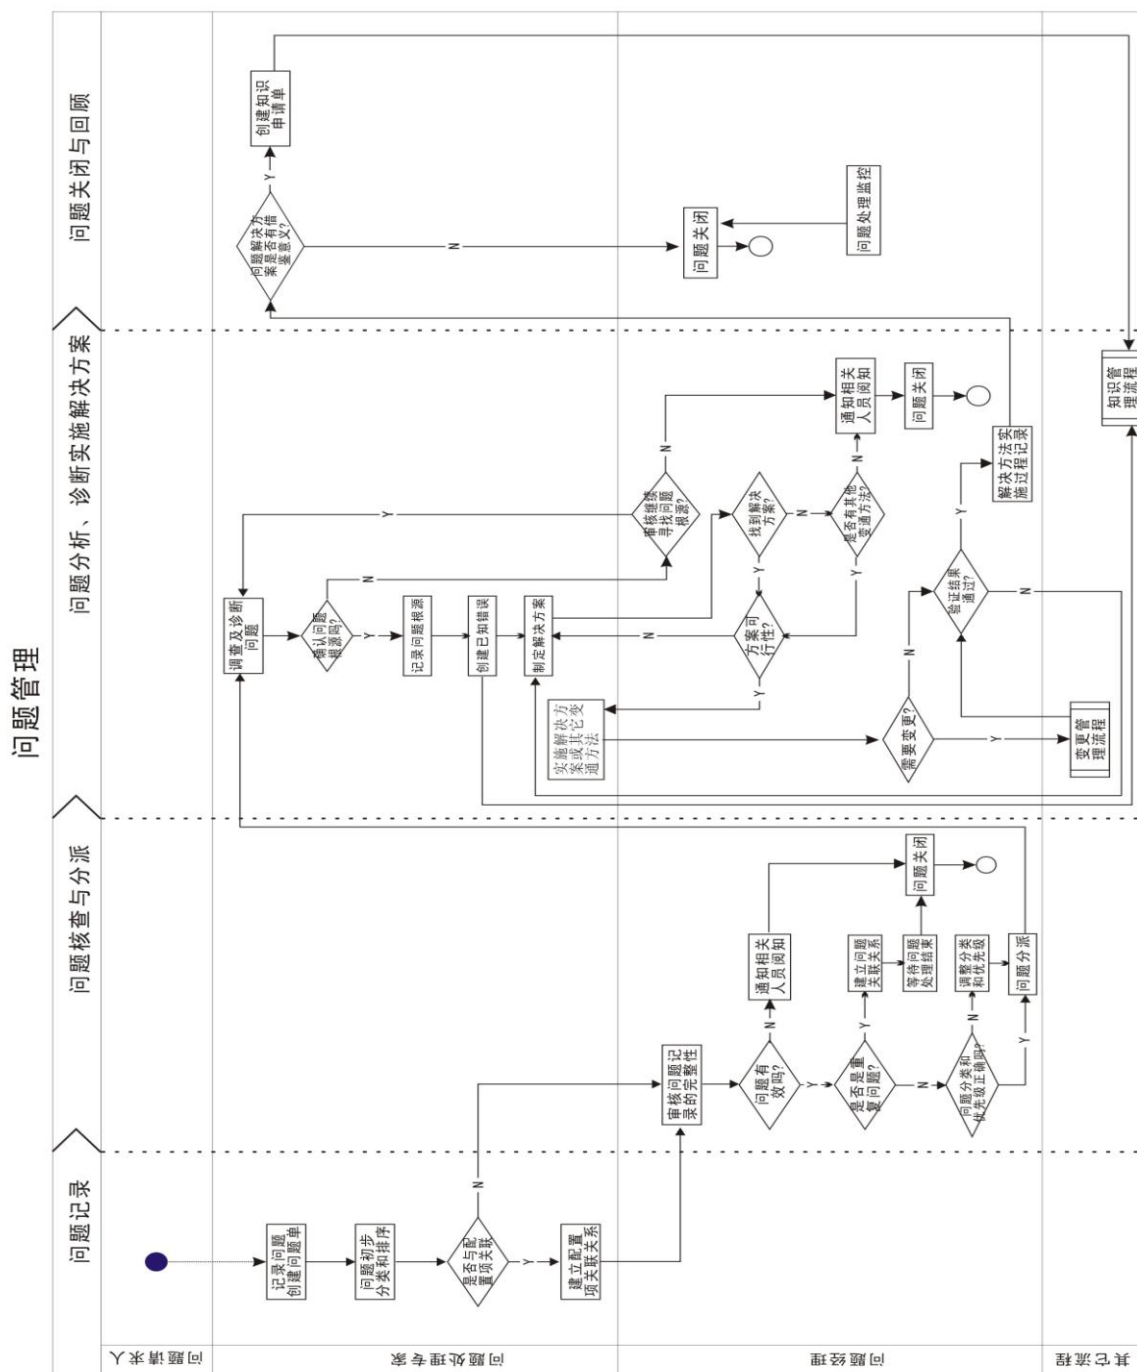 问题管理
问题记录
问题核查与分派
问题分析、诊断实施解决方案
问题关闭与回顾
问题请求人
问题处理专家
问题经理
其它流程
记录问题
创建问题单
问题初步
分类和排序
是否与配
置项关联
N
Y
建立配置
项关联关系
审核问题记
录的完整性
问题有
效吗?
N
Y
通知相关
人员阅知
是否是重
复问题?
Y
N
建立问题
关联关系
等待问题
处理结束
问题关闭
问题分类和
优先级正确吗?
N
Y
调整分类
和优先级
问题分派
调查及诊断
问题
确认问题
根源吗?
N
Y
审核继续
寻找问题
根源?
Y
N
记录问题根源
创建已知错误
制定解决方案
找到解决
方案?
Y
N
是否有其他
变通方法?
Y
N
通知相关
人员阅知
问题关闭
方案可
行性?
N
Y
实施解决方
案或其它变
通方法
需要变更?
N
Y
变更管
理流程
验证结果
通过?
Y
N
解决方法实
施过程记录
知识管
理流程
问题解决方
案是否有借
鉴意义?
Y
N
创建知识
申请单
问题关闭
问题处理监控